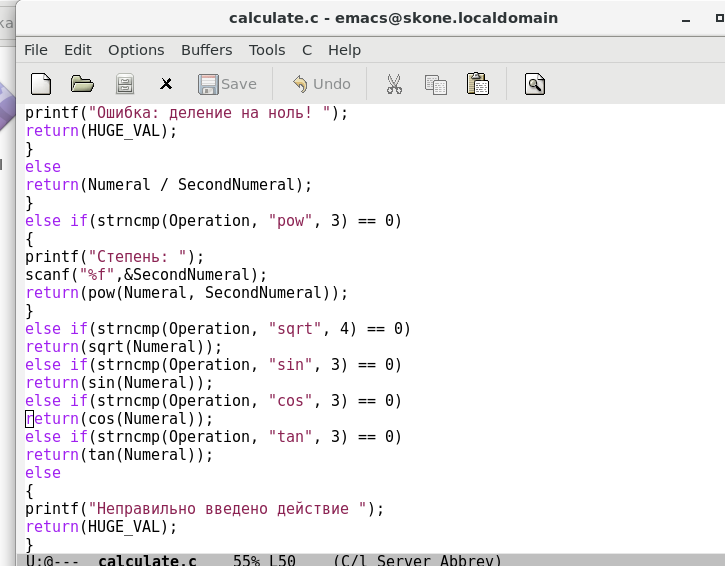 calculate.c - emacs@skone.localdomain
File Edit Options Buffers Tools C Help
Save Undo
printf("Ошибка: деление на ноль! ");
return(HUGE_VAL);
}
else
return(Numeral / SecondNumeral);
}
else if(strncmp(Operation, "pow", 3) == 0)
{
printf("Степень: ");
scanf("%f",&SecondNumeral);
return(pow(Numeral, SecondNumeral));
}
else if(strncmp(Operation, "sqrt", 4) == 0)
return(sqrt(Numeral));
else if(strncmp(Operation, "sin", 3) == 0)
return(sin(Numeral));
else if(strncmp(Operation, "cos", 3) == 0)
return(cos(Numeral));
else if(strncmp(Operation, "tan", 3) == 0)
return(tan(Numeral));
else
{
printf("Неправильно введено действие ");
return(HUGE_VAL);
}
U:@--- calculate.c 55% L50 (C/l Server Abbrev)